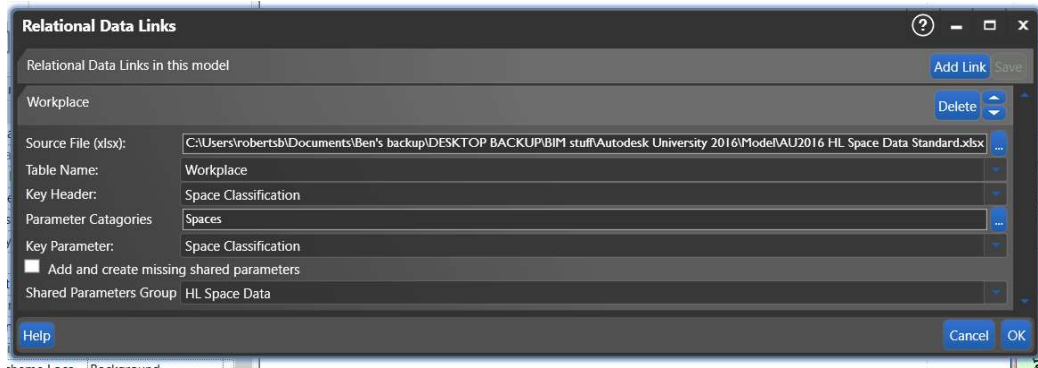 Relational Data Links
Relational Data Links in this model
Add Link Save
Workplace
Delete
Source File (xlsx): C:\Users\robertsb\Documents\Ben's backup\DESKTOP BACKUP\BIM stuff\Autodesk University 2016\Model\AU2016 HL Space Data Standard.xlsx ...
Table Name: Workplace
Key Header: Space Classification
Parameter Catagories Spaces ...
Key Parameter: Space Classification
Add and create missing shared parameters
Shared Parameters Group HL Space Data
Help Cancel OK
Background